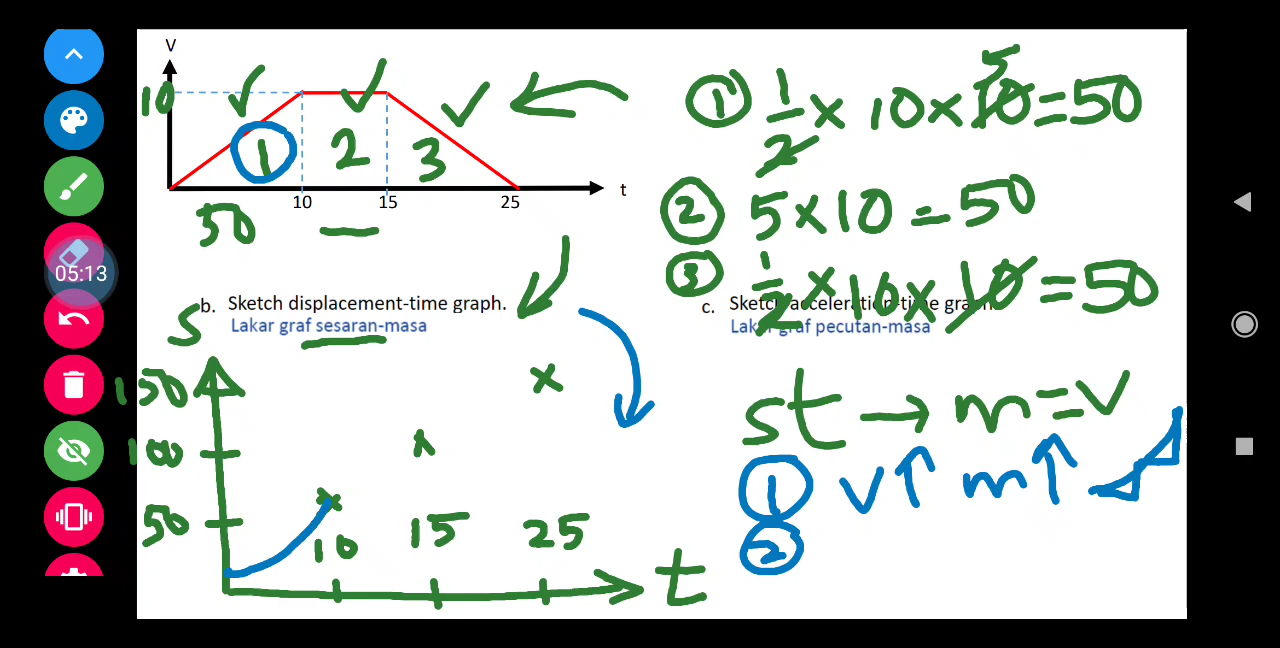 V
10
1 2 3
t
10 15 25
50
① 1/2 × 10 × 10 = 50
5
② 5 × 10 = 50
③ 1/2 × 10 × 10 = 50
05:13
b. Sketch displacement-time graph.
Lakar graf sesaran-masa
c. Sketch acceleration-time graph.
Lakar graf pecutan-masa
S
150
100
50
10 15 25
t
st → m = v
① v↑ m↑
②